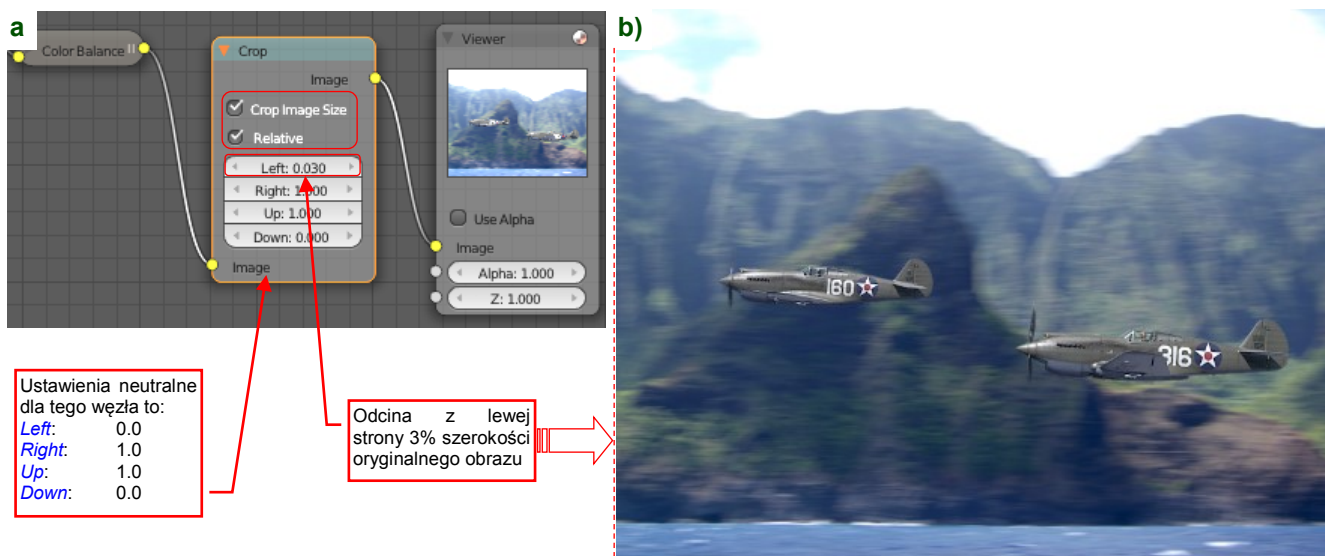 a
b)
Color Balance
Crop
Image
Crop Image Size
Relative
Left: 0.030
Right: 1.000
Up: 1.000
Down: 0.000
Image
Viewer
Use Alpha
Image
Alpha: 1.000
Z: 1.000
160
316
Ustawienia neutralne
dla tego węzła to:
Left: 0.0
Right: 1.0
Up: 1.0
Down: 0.0
Odcina z lewej
strony 3% szerokości
oryginalnego obrazu